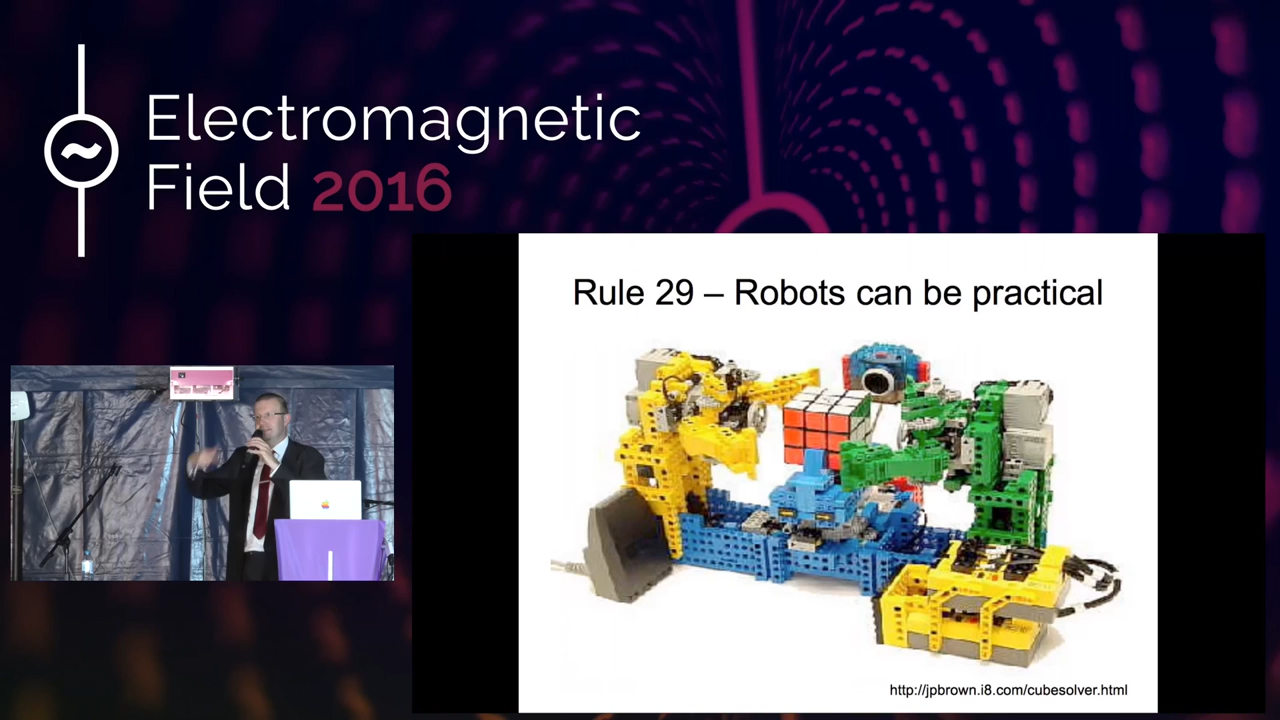 Electromagnetic
Field 2016
Rule 29 – Robots can be practical
http://jpbrown.i8.com/cubesolver.html